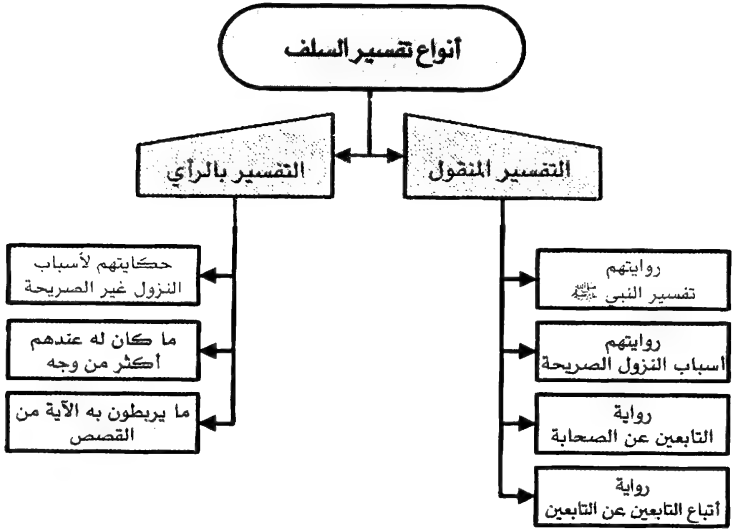 أنواع تفسير السلف
التفسير المنقول
التفسير بالرأي
روايتهم
تفسير النبي ﷺ
روايتهم
أسباب النزول الصريحة
رواية
التابعين عن الصحابة
رواية
أتباع التابعين عن التابعين
حكايتهم لأسباب
النزول غير الصريحة
ما كان له عندهم
أكثر من وجه
ما يربطون به الآية من
القصص